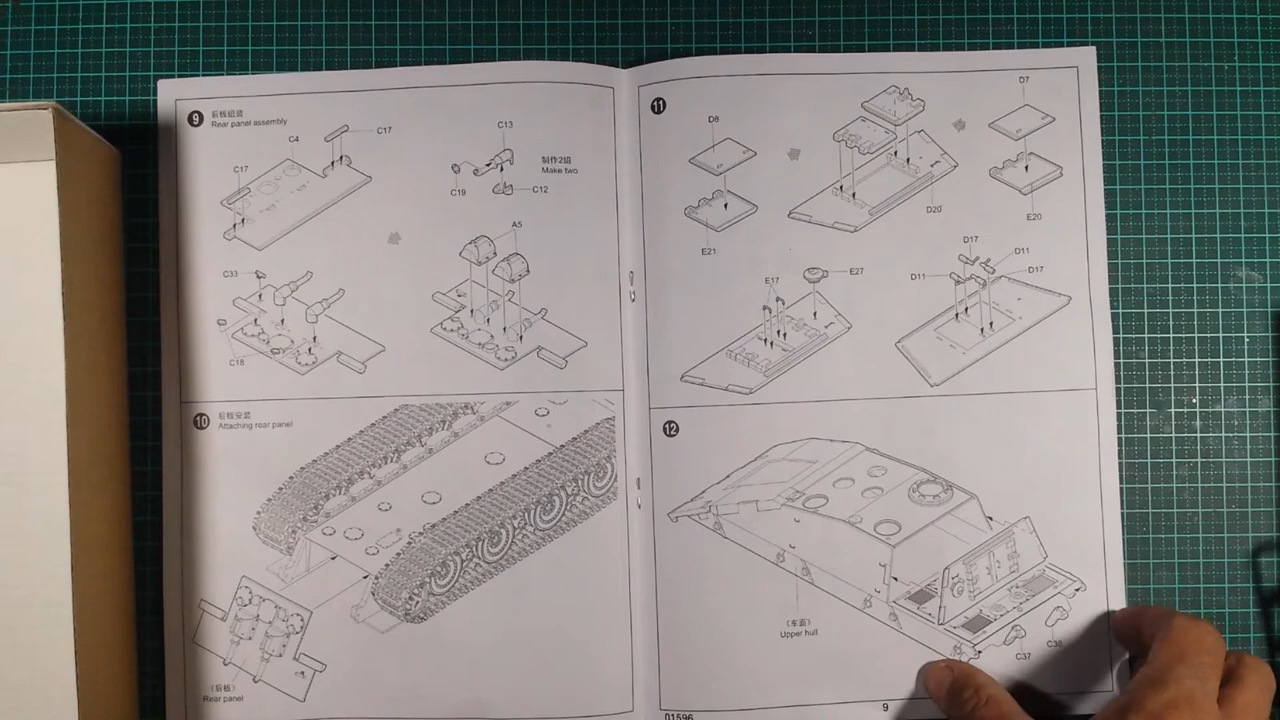 9
后板组装
Rear panel assembly
C4
C17
C17
C13
制作2组
Make two
C19
C12
C33
A5
C18
10
后板安装
Attaching rear panel
《后板》
Rear panel
11
D8
D7
D20
E20
E21
E17
E27
D17
D11
D11
D17
12
《车面》
Upper hull
C37
C38
01596
9